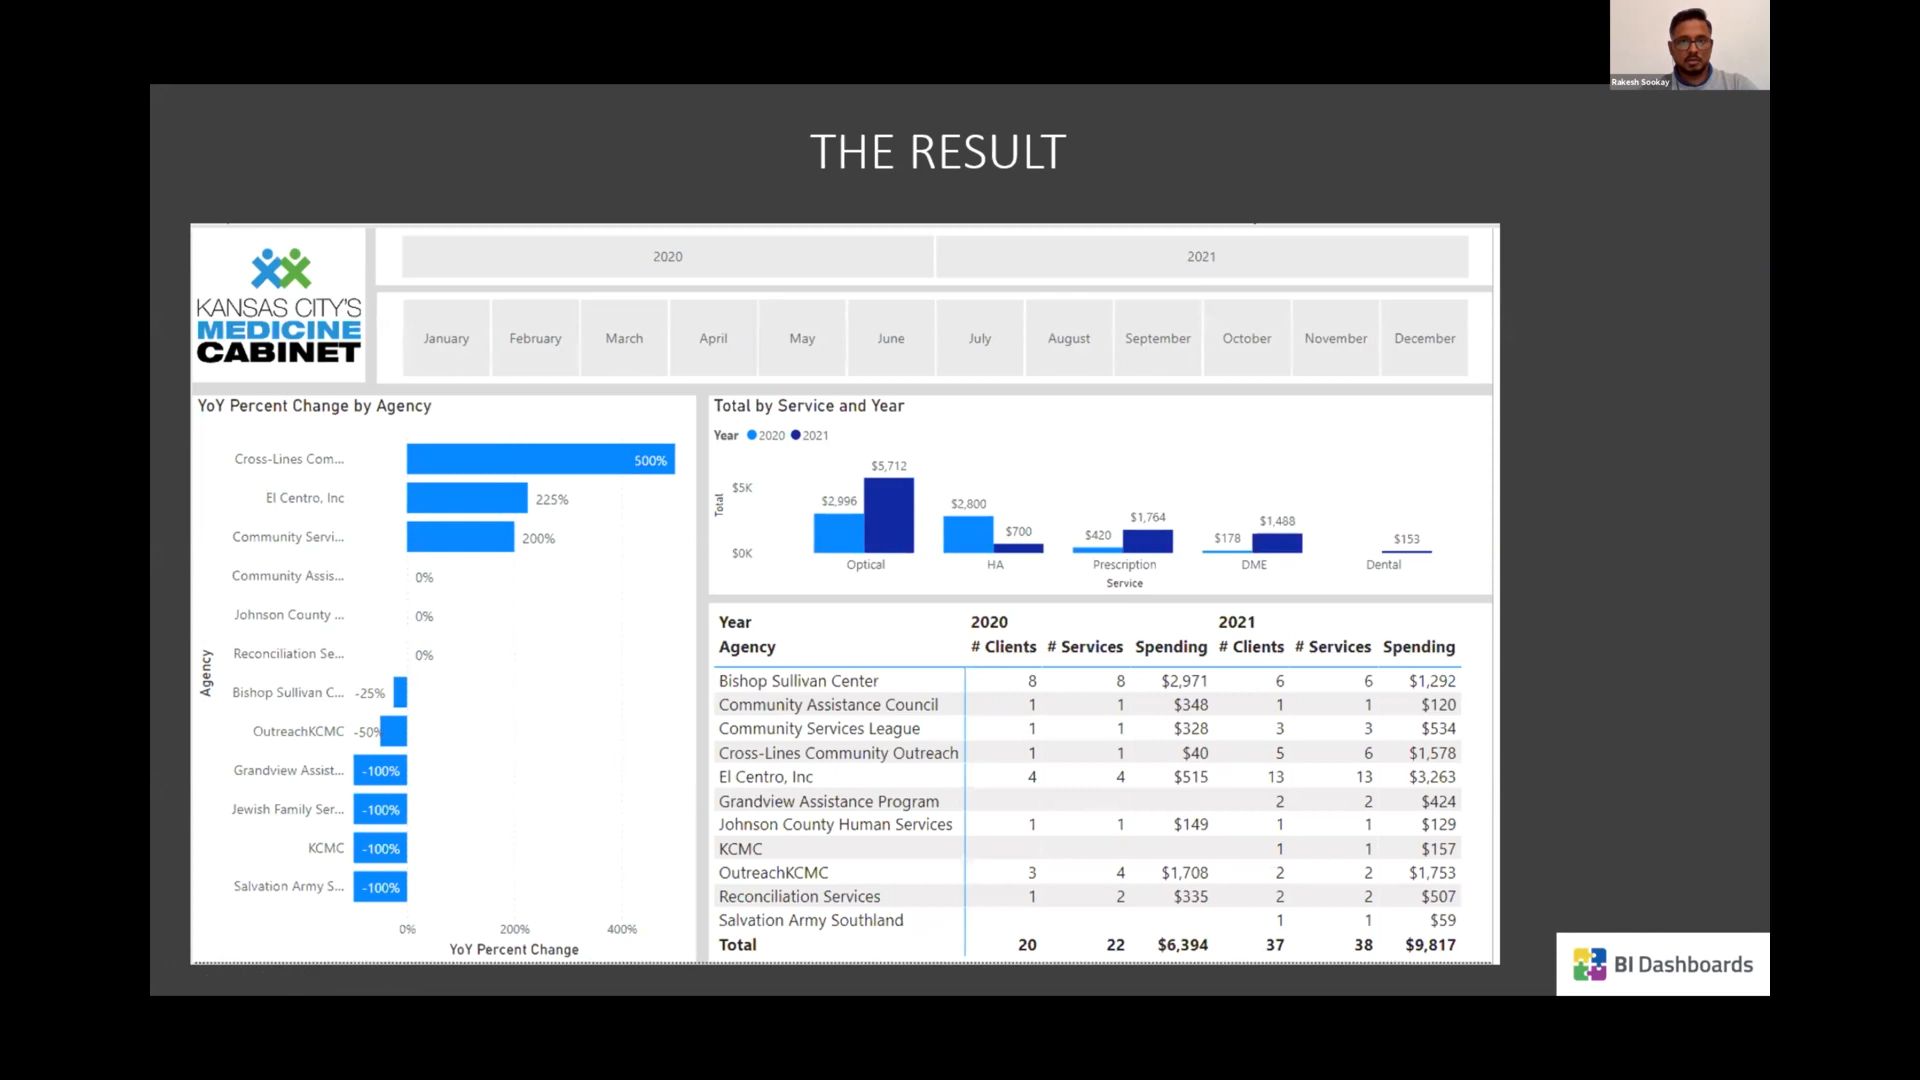 Rakesh Sookay
THE RESULT
KANSAS CITY'S
MEDICINE
CABINET
2020 2021
January February March April May June July August September October November December
YoY Percent Change by Agency
Agency
Cross-Lines Com... 500%
El Centro, Inc 225%
Community Servi... 200%
Community Assis... 0%
Johnson County ... 0%
Reconciliation Se... 0%
Bishop Sullivan C... -25%
OutreachKCMC -50%
Grandview Assist... -100%
Jewish Family Ser... -100%
KCMC -100%
Salvation Army S... -100%
0% 200% 400%
YoY Percent Change
Total by Service and Year
Year 2020 2021
Total
$5K
$0K
$2,996 $5,712
$2,800 $700
$420 $1,764
$178 $1,488
$153
Optical HA Prescription DME Dental
Service
Year 2020 2021
Agency # Clients # Services Spending # Clients # Services Spending
Bishop Sullivan Center 8 8 $2,971 6 6 $1,292
Community Assistance Council 1 1 $348 1 1 $120
Community Services League 1 1 $328 3 3 $534
Cross-Lines Community Outreach 1 1 $40 5 6 $1,578
El Centro, Inc 4 4 $515 13 13 $3,263
Grandview Assistance Program 2 2 $424
Johnson County Human Services 1 1 $149 1 1 $129
KCMC 1 1 $157
OutreachKCMC 3 4 $1,708 2 2 $1,753
Reconciliation Services 1 2 $335 2 2 $507
Salvation Army Southland 1 1 $59
Total 20 22 $6,394 37 38 $9,817
BI Dashboards